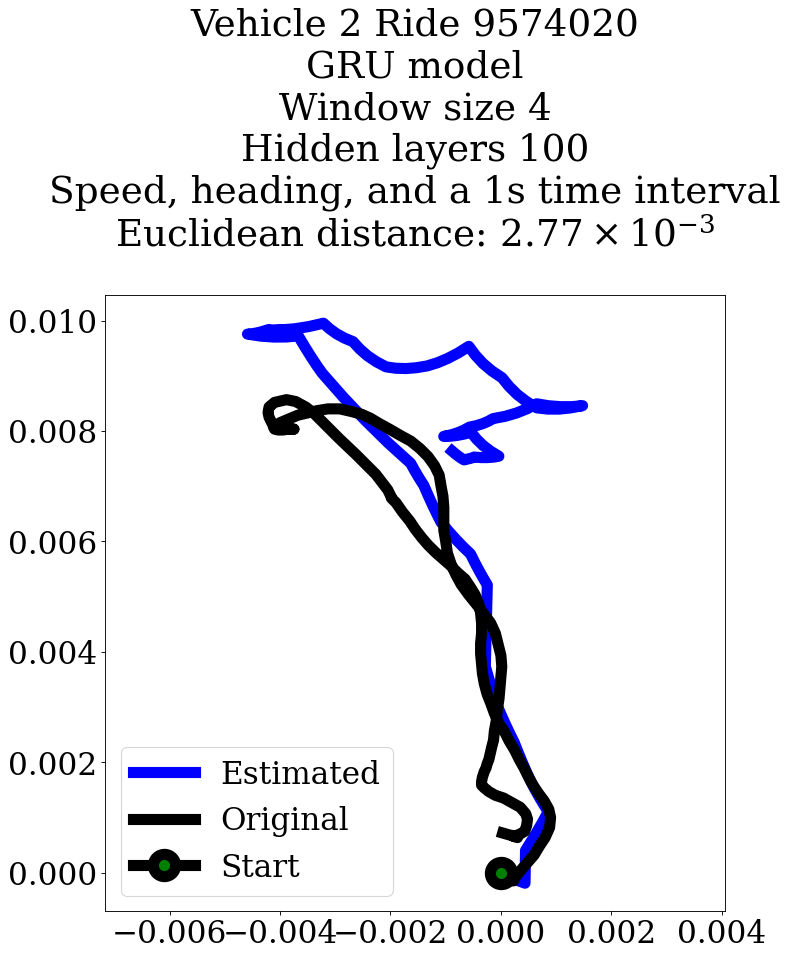 Vehicle 2 Ride 9574020
GRU model
Window size 4
Hidden layers 100
Speed, heading, and a 1s time interval
Euclidean distance: 2.77 × 10⁻³
0.010
0.008
0.006
0.004
0.002
0.000
Estimated
Original
Start
−0.006 −0.004 −0.002 0.000 0.002 0.004